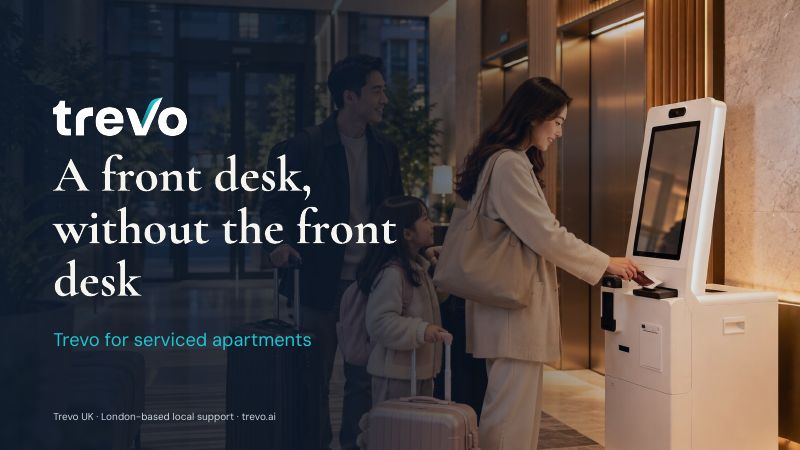 trevo
A front desk,
without the front
desk
Trevo for serviced apartments
Trevo UK · London-based local support · trevo.ai